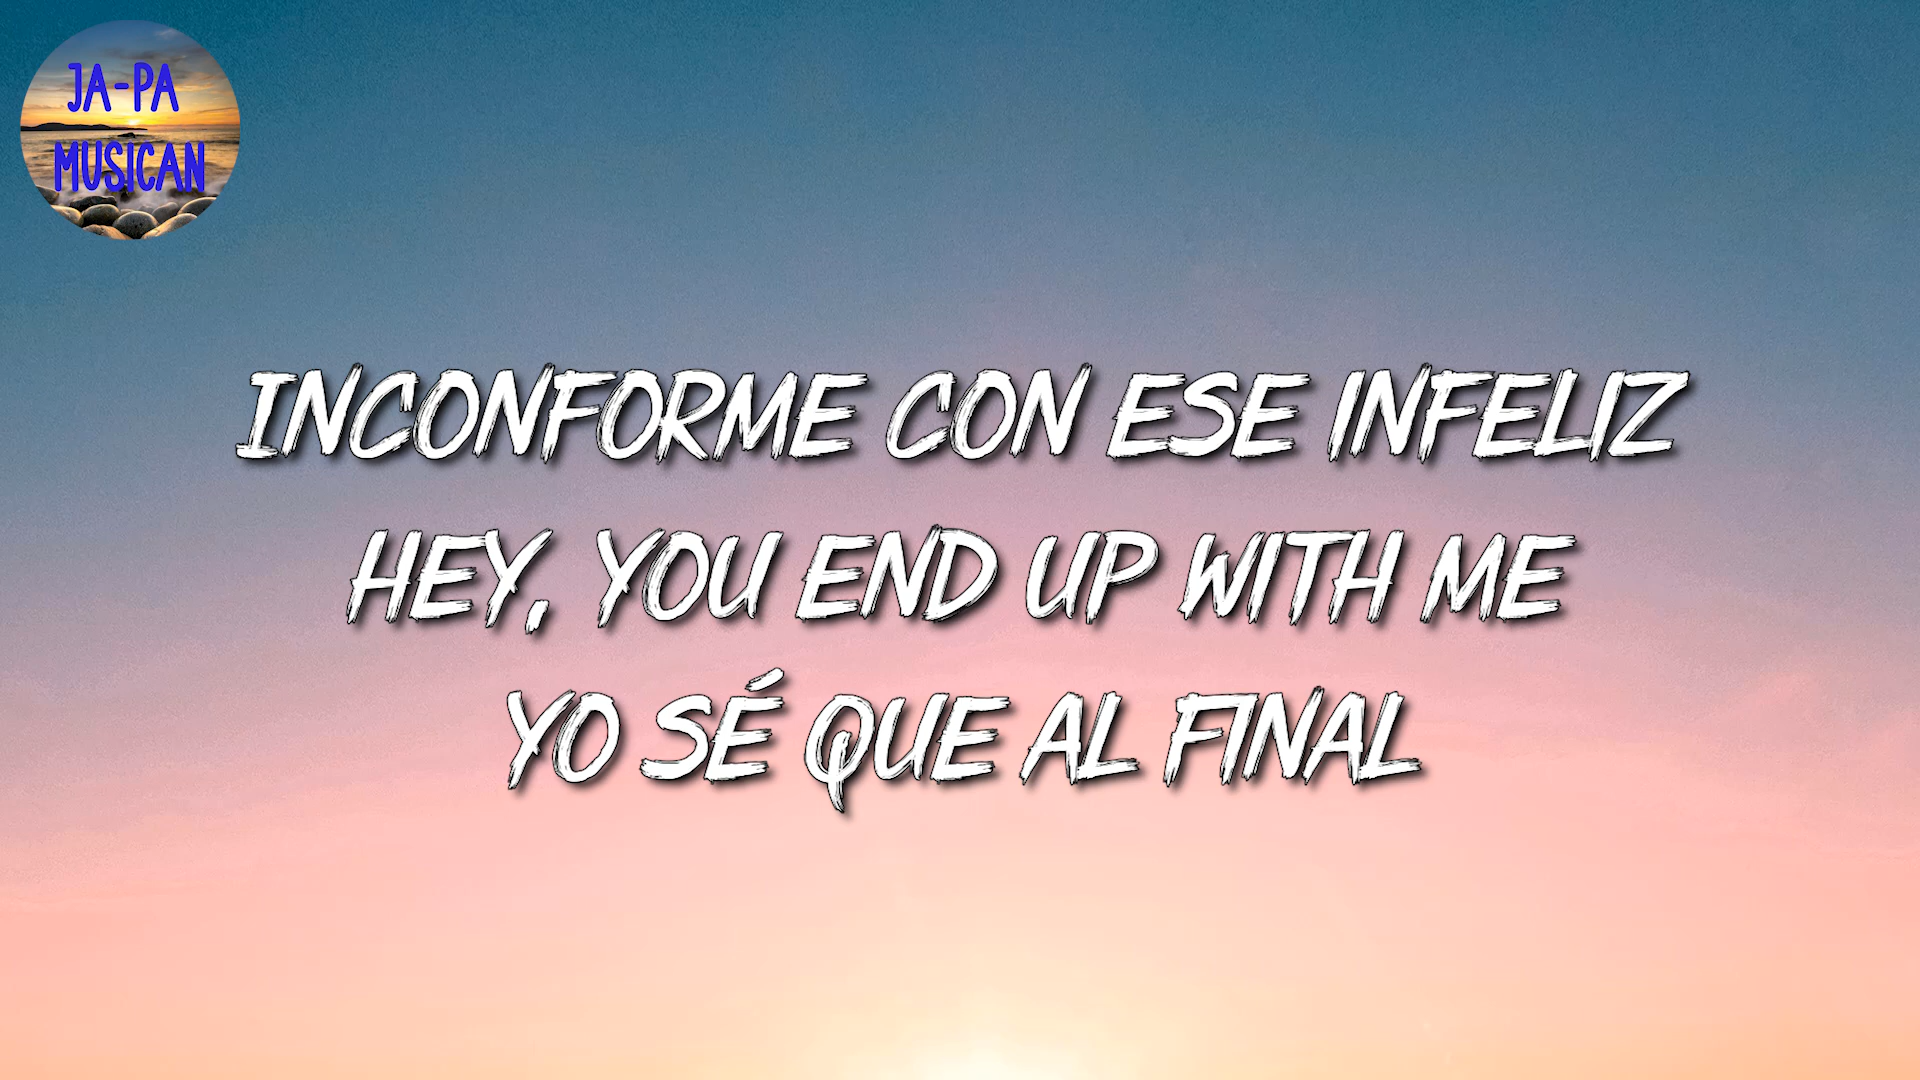 JA-PA
MUSICAN
INCONFORME CON ESE INFELIZ
HEY, YOU END UP WITH ME
YO SÉ QUE AL FINAL